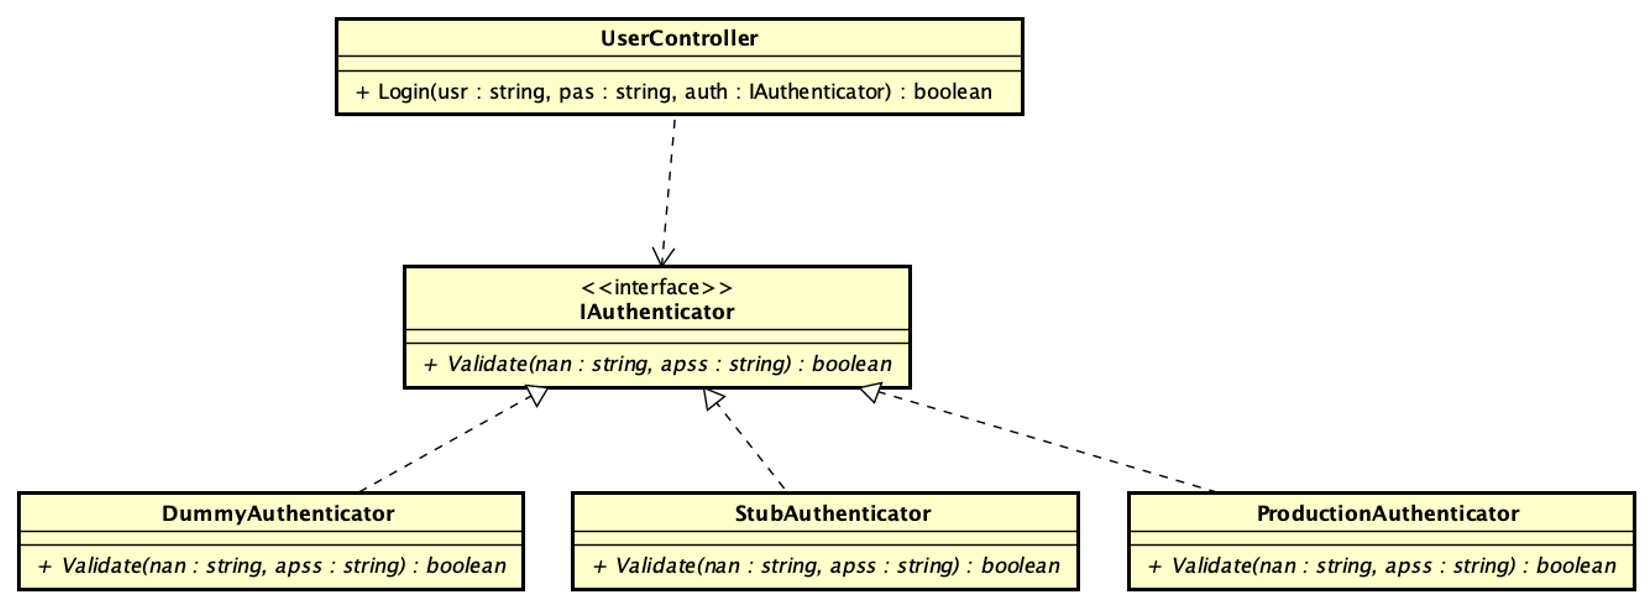 UserController
+ Login(usr : string, pas : string, auth : IAuthenticator) : boolean
<<interface>>
IAuthenticator
+ Validate(nan : string, apss : string) : boolean
DummyAuthenticator
+ Validate(nan : string, apss : string) : boolean
StubAuthenticator
+ Validate(nan : string, apss : string) : boolean
ProductionAuthenticator
+ Validate(nan : string, apss : string) : boolean